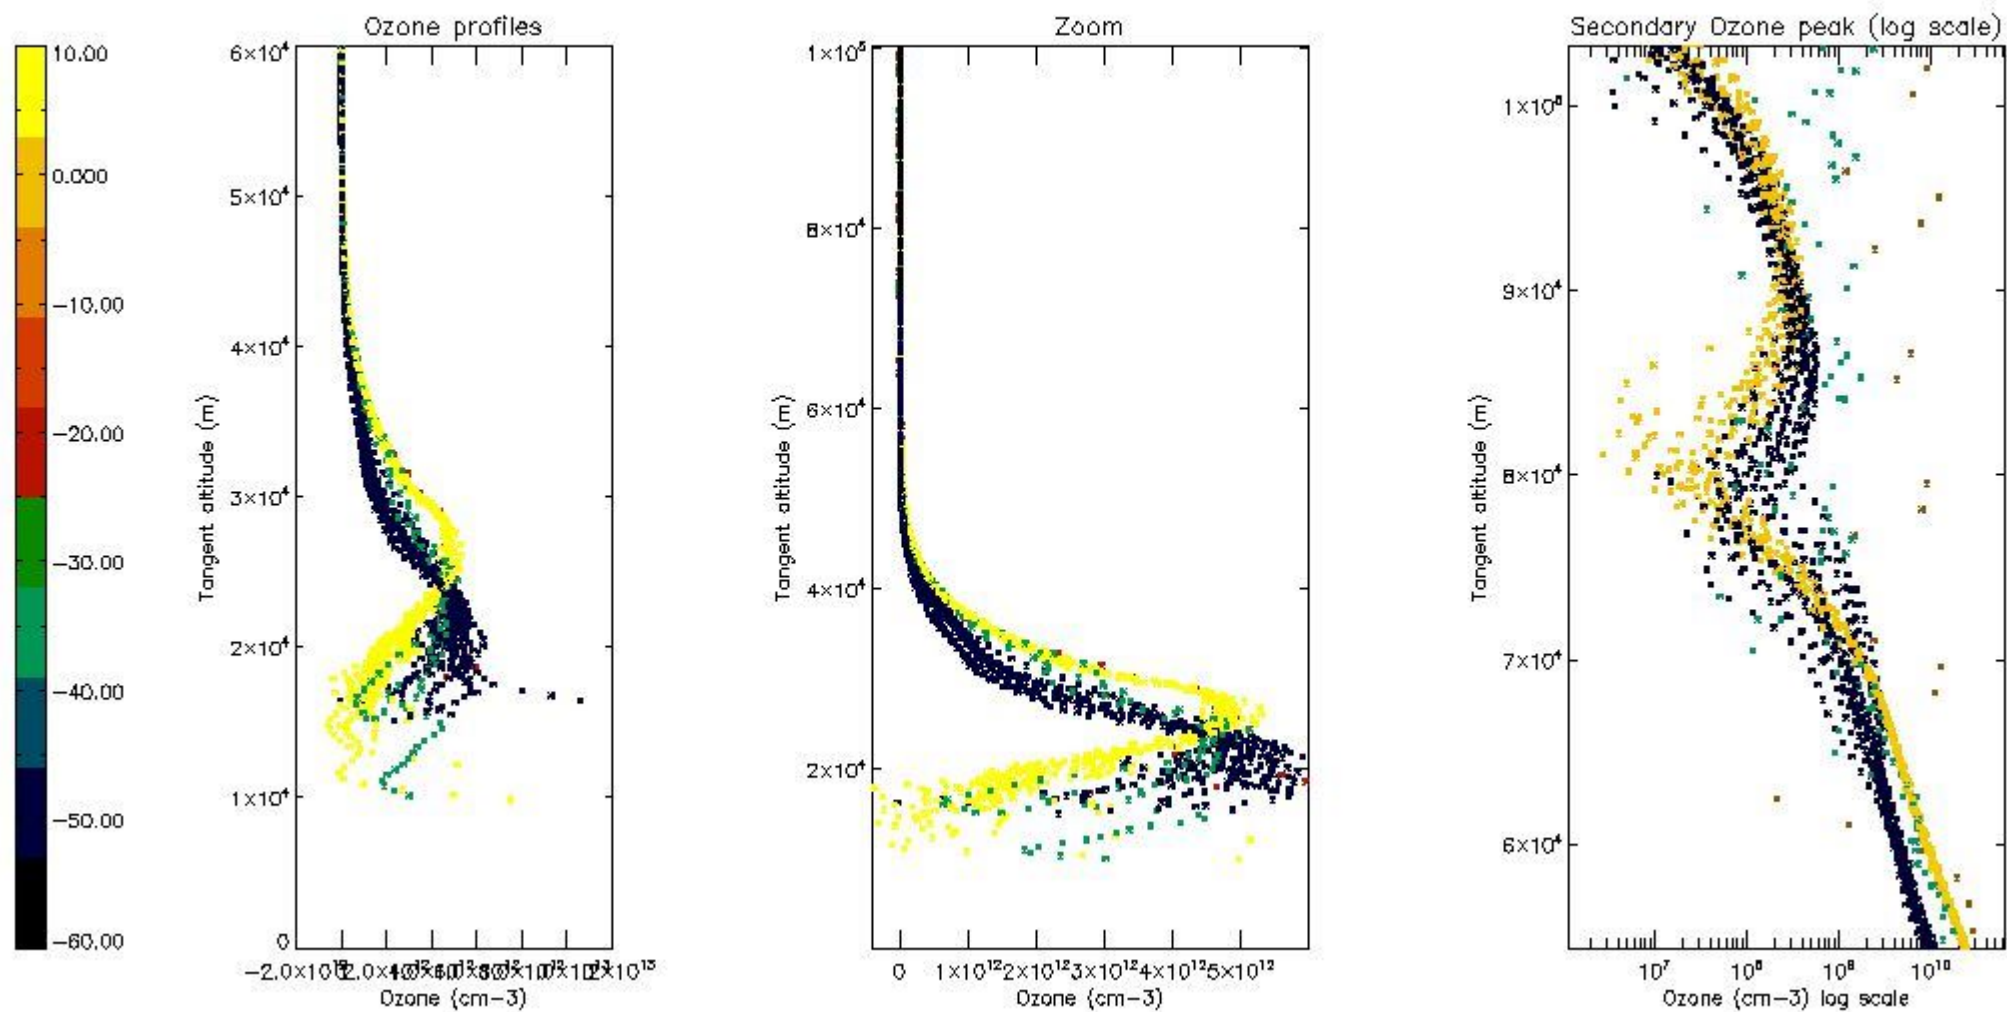 Ozone profiles
Zoom
Secondary Ozone peak (log scale)
10.00
0.000
−10.00
−20.00
−30.00
−40.00
−50.00
−60.00
6×10⁴
5×10⁴
4×10⁴
3×10⁴
2×10⁴
1×10⁴
0
Tangent altitude (m)
Ozone (cm−3)
1×10⁵
8×10⁴
6×10⁴
4×10⁴
2×10⁴
Tangent altitude (m)
0 1×10¹² 2×10¹² 3×10¹² 4×10¹² 5×10¹²
Ozone (cm−3)
9×10⁴
8×10⁴
7×10⁴
6×10⁴
Tangent altitude (m)
10⁷ 10⁸ 10⁹ 10¹⁰
Ozone (cm−3) log scale